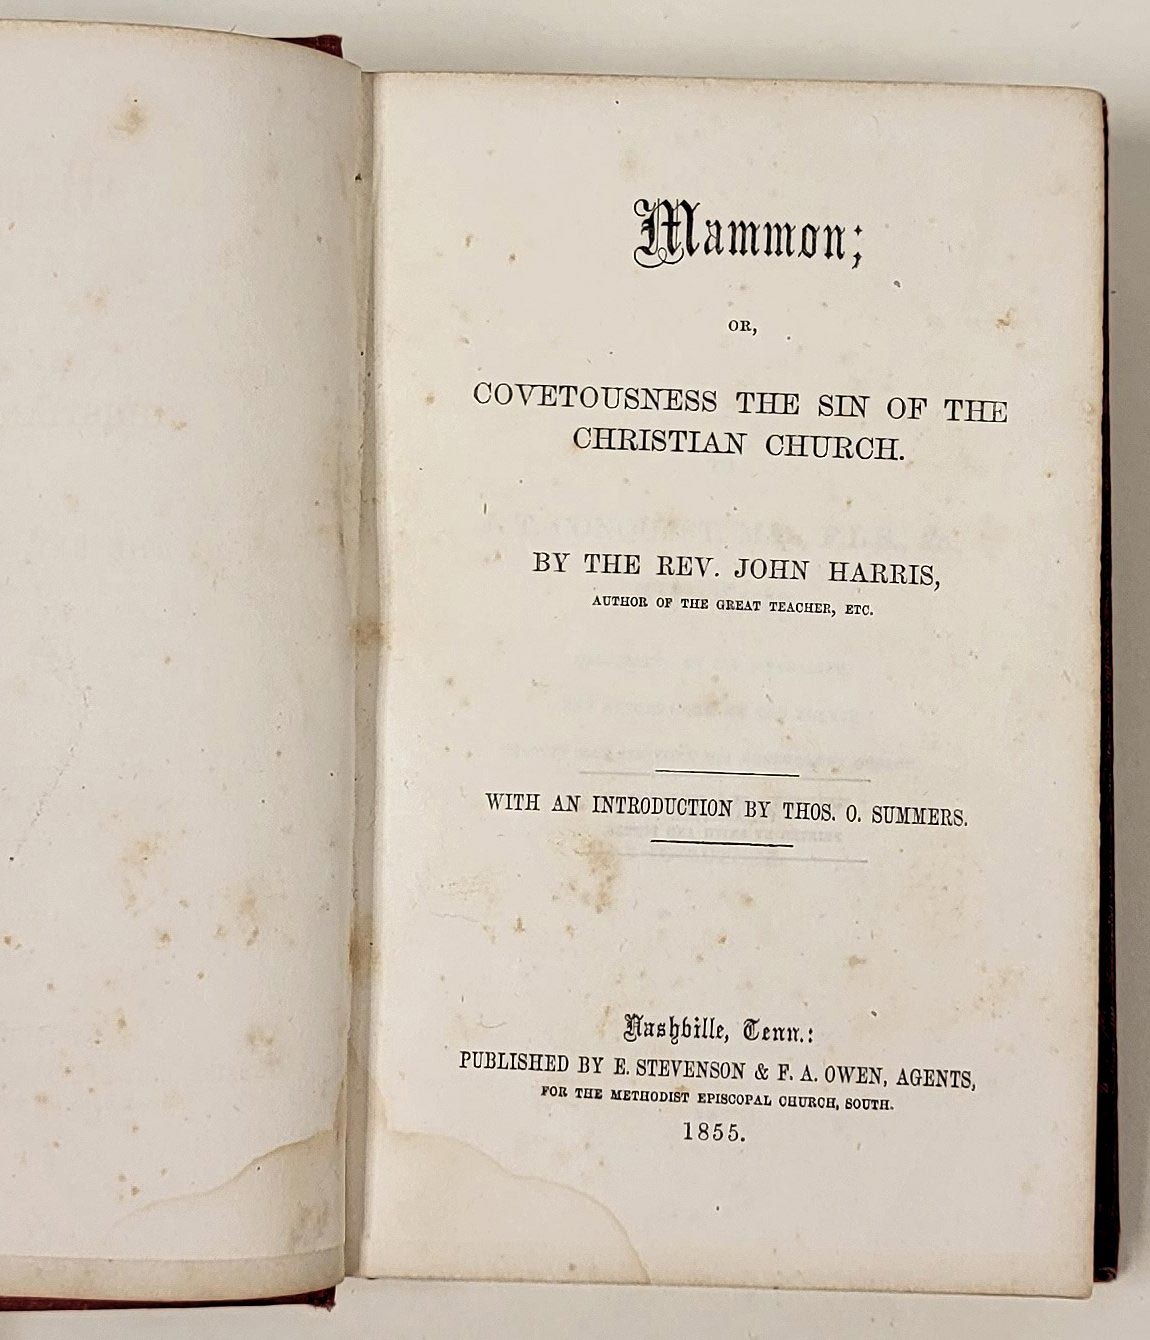 Mammon;
OR,
COVETOUSNESS THE SIN OF THE
CHRISTIAN CHURCH.
BY THE REV. JOHN HARRIS,
AUTHOR OF THE GREAT TEACHER, ETC.
WITH AN INTRODUCTION BY THOS. O. SUMMERS.
Nashville, Tenn.:
PUBLISHED BY E. STEVENSON & F. A. OWEN, AGENTS,
FOR THE METHODIST EPISCOPAL CHURCH, SOUTH.
1855.